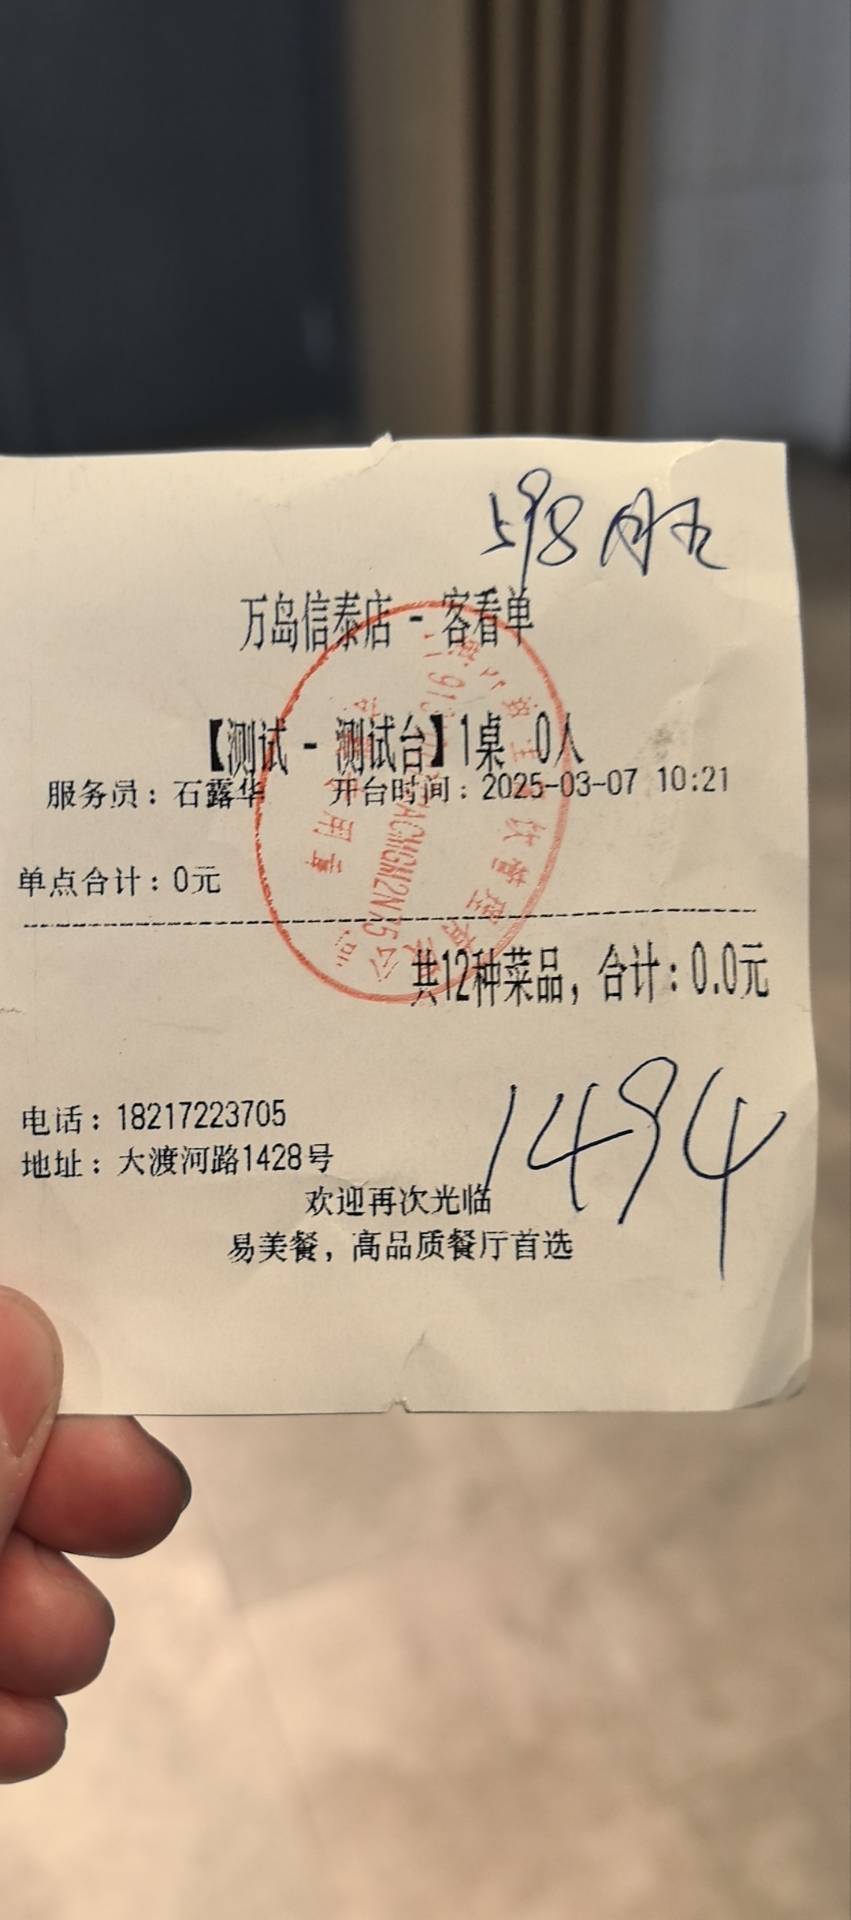 598
万岛信泰店 - 客看单
【测试 - 测试台】1桌 0人
服务员：石露华 开台时间：2025-03-07 10:21
单点合计：0元
共12种菜品，合计：0.0元
电话：18217223705
地址：大渡河路1428号
1494
欢迎再次光临
易美餐，高品质餐厅首选